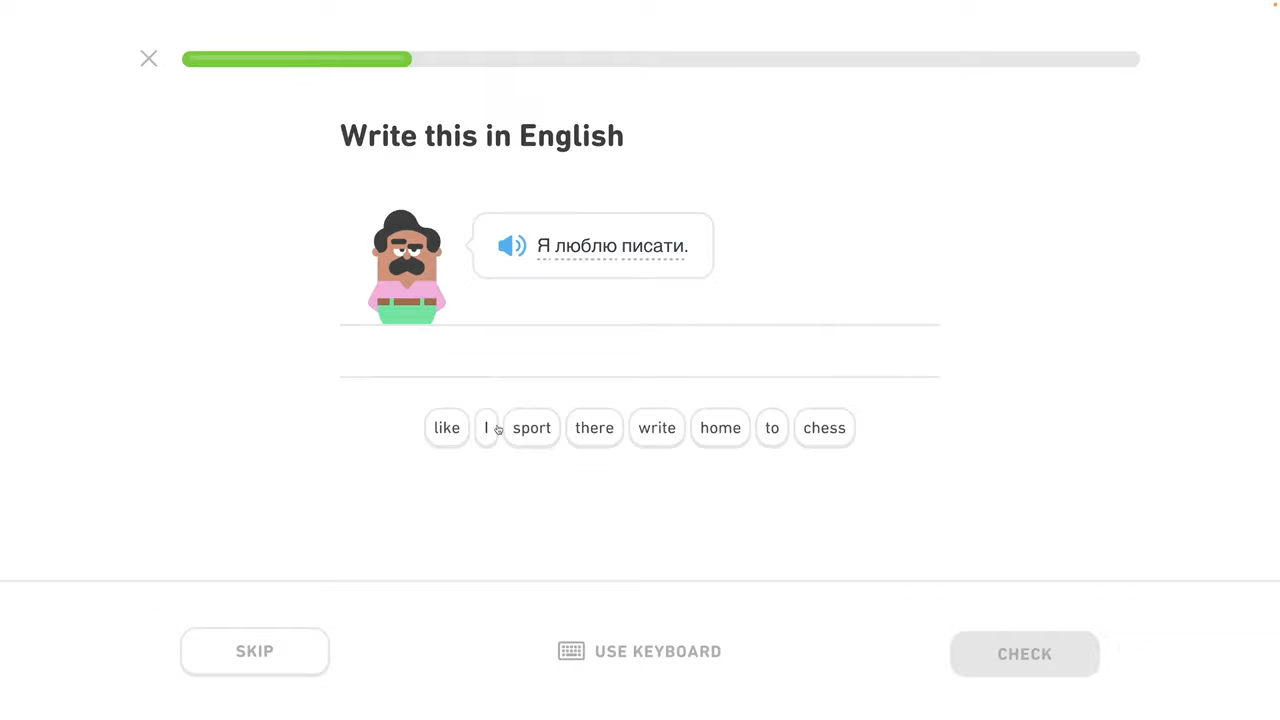 Write this in English
Я люблю писати.
like I sport there write home to chess
SKIP USE KEYBOARD CHECK